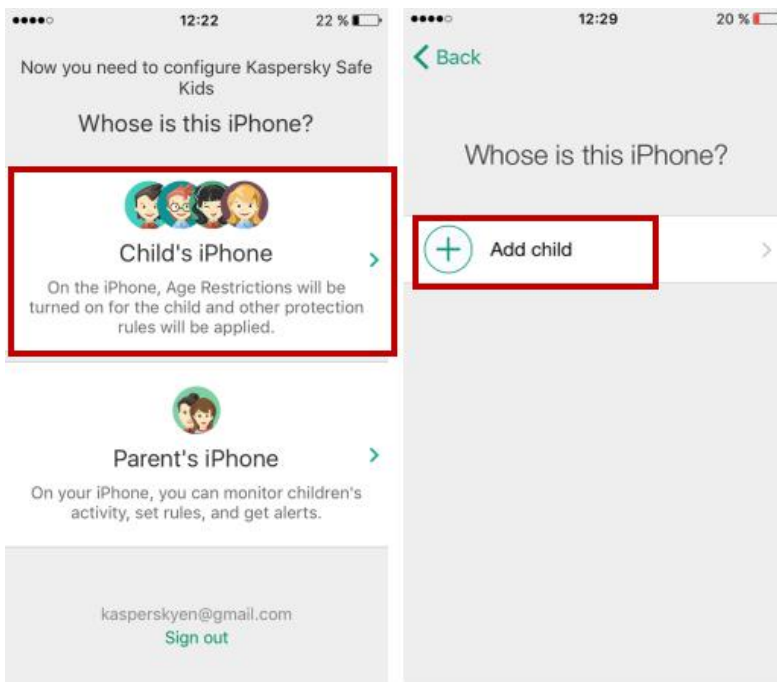 12:22
22 %
Now you need to configure Kaspersky Safe
Kids
Whose is this iPhone?
Child's iPhone
On the iPhone, Age Restrictions will be
turned on for the child and other protection
rules will be applied.
Parent's iPhone
On your iPhone, you can monitor children's
activity, set rules, and get alerts.
kasperskyen@gmail.com
Sign out
12:29
20 %
Back
Whose is this iPhone?
Add child